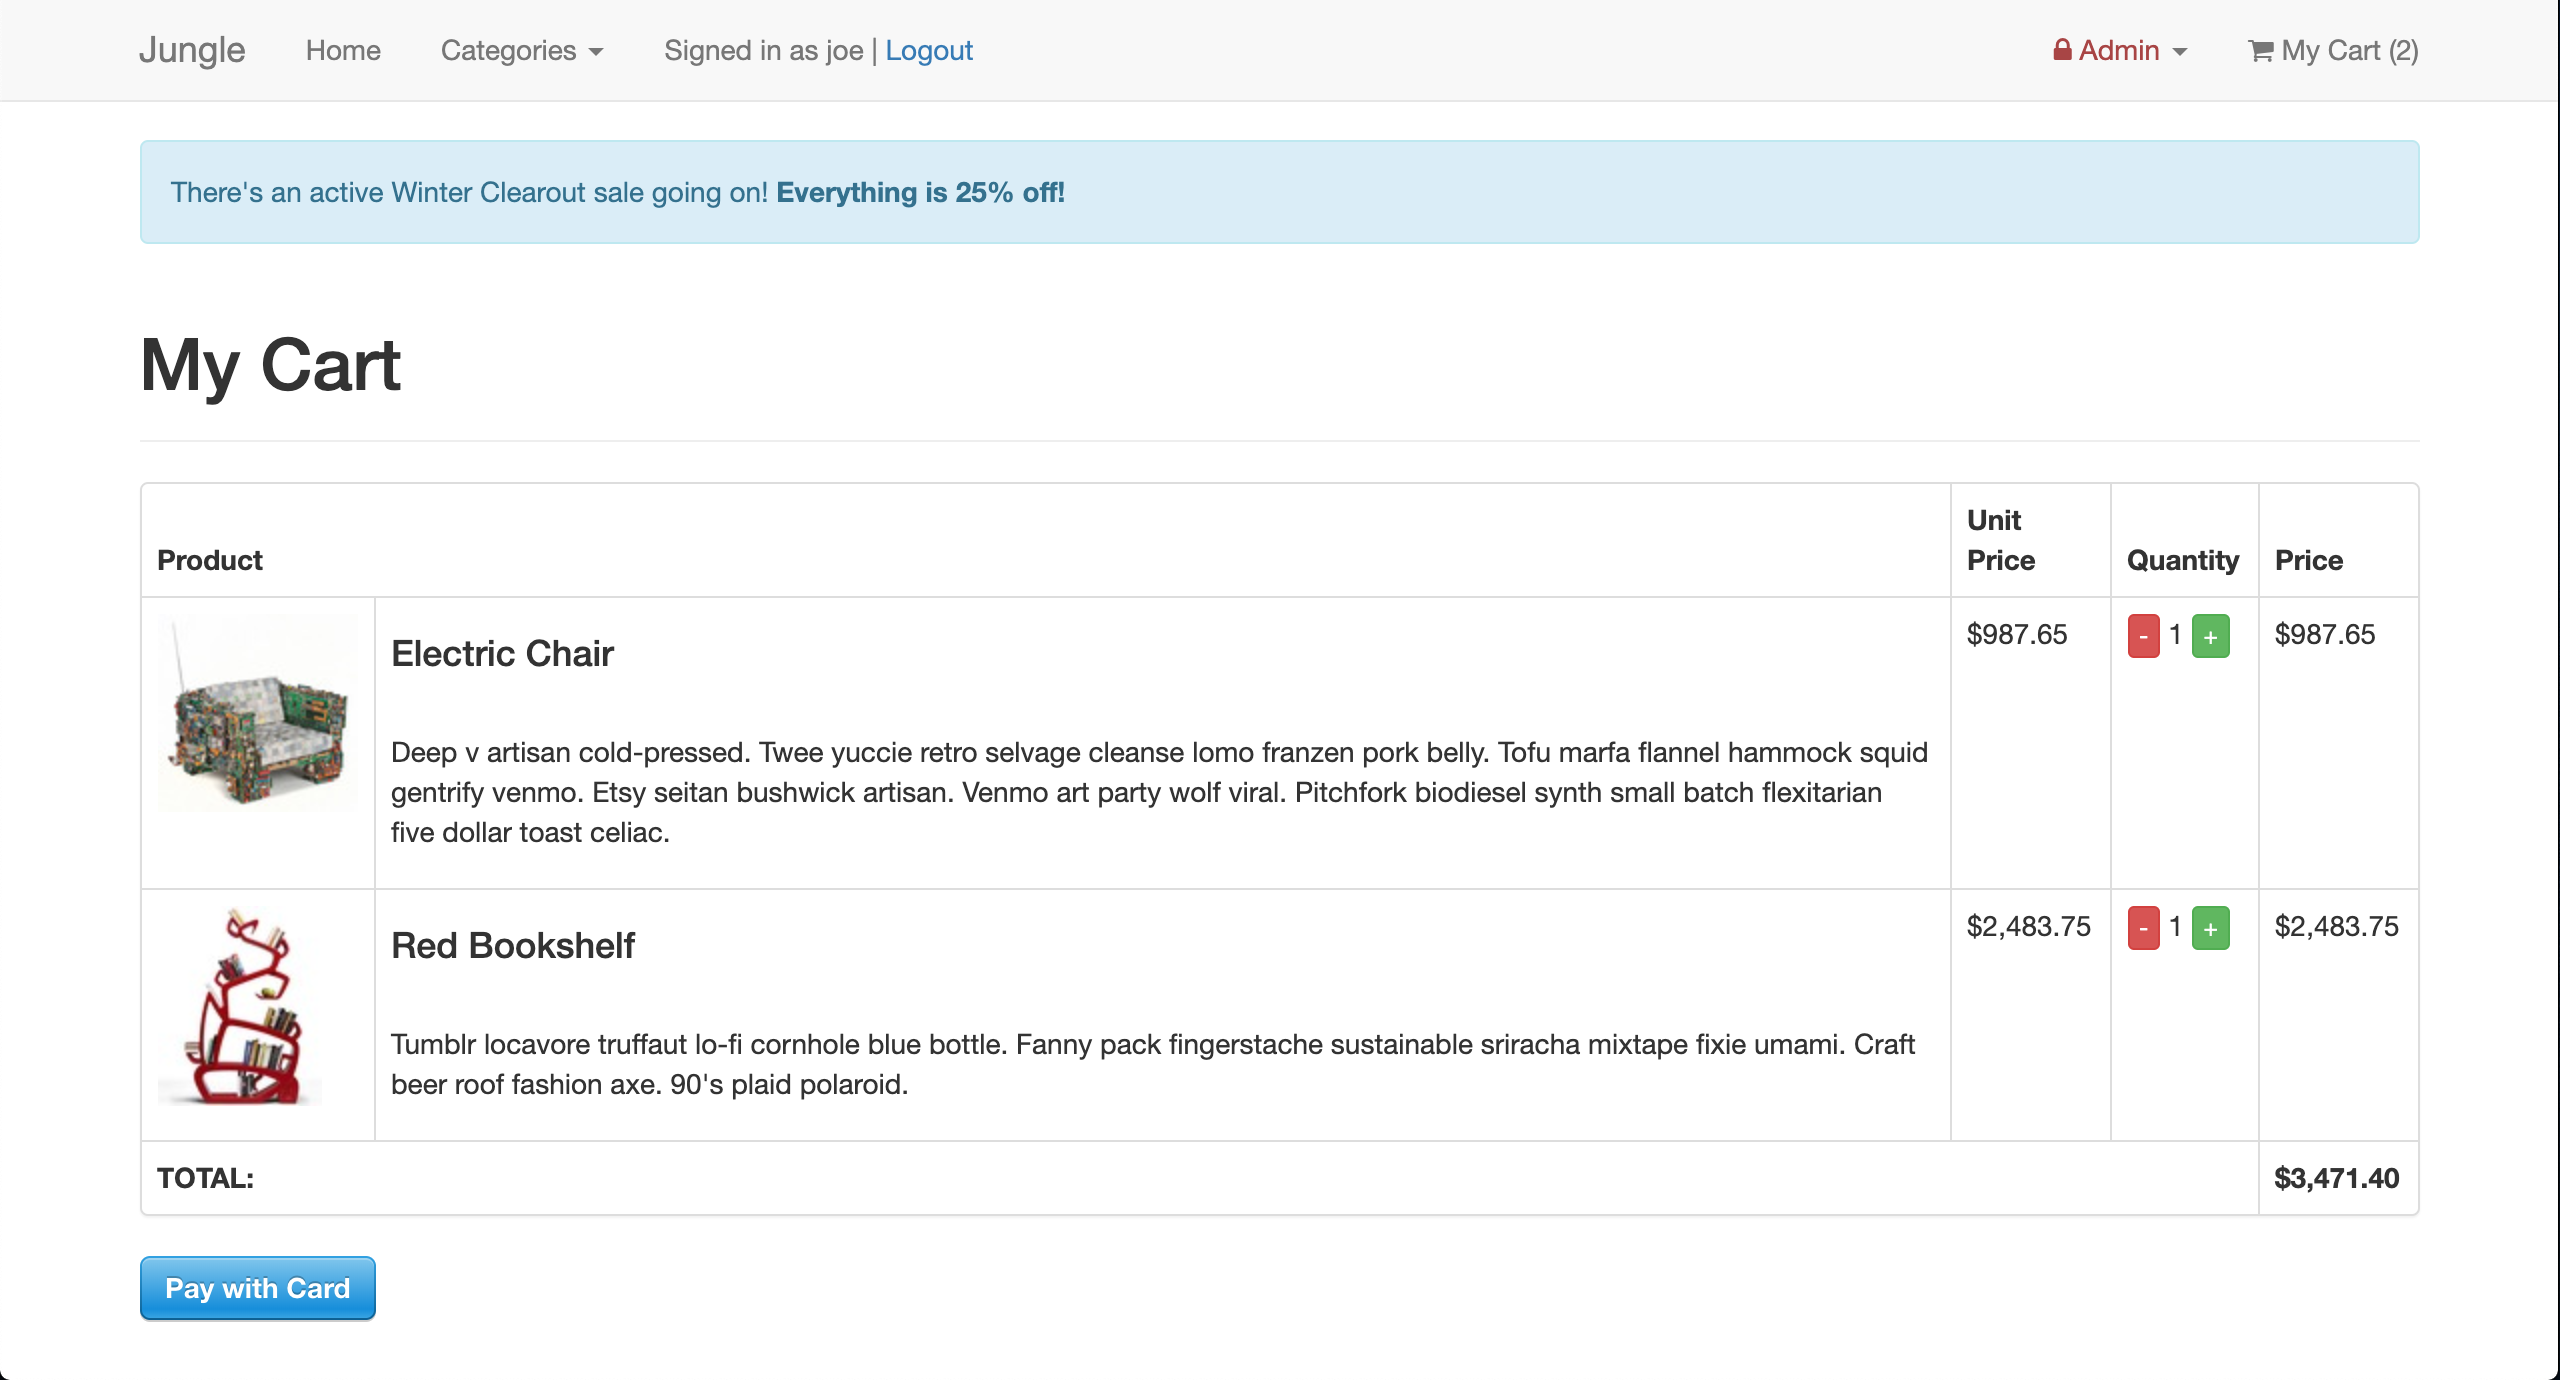 Jungle Home Categories Signed in as joe | Logout Admin My Cart (2)
There's an active Winter Clearout sale going on! Everything is 25% off!
My Cart
Product Unit Price Quantity Price
Electric Chair $987.65 - 1 + $987.65
Deep v artisan cold-pressed. Twee yuccie retro selvage cleanse lomo franzen pork belly. Tofu marfa flannel hammock squid
gentrify venmo. Etsy seitan bushwick artisan. Venmo art party wolf viral. Pitchfork biodiesel synth small batch flexitarian
five dollar toast celiac.
Red Bookshelf $2,483.75 - 1 + $2,483.75
Tumblr locavore truffaut lo-fi cornhole blue bottle. Fanny pack fingerstache sustainable sriracha mixtape fixie umami. Craft
beer roof fashion axe. 90's plaid polaroid.
TOTAL: $3,471.40
Pay with Card